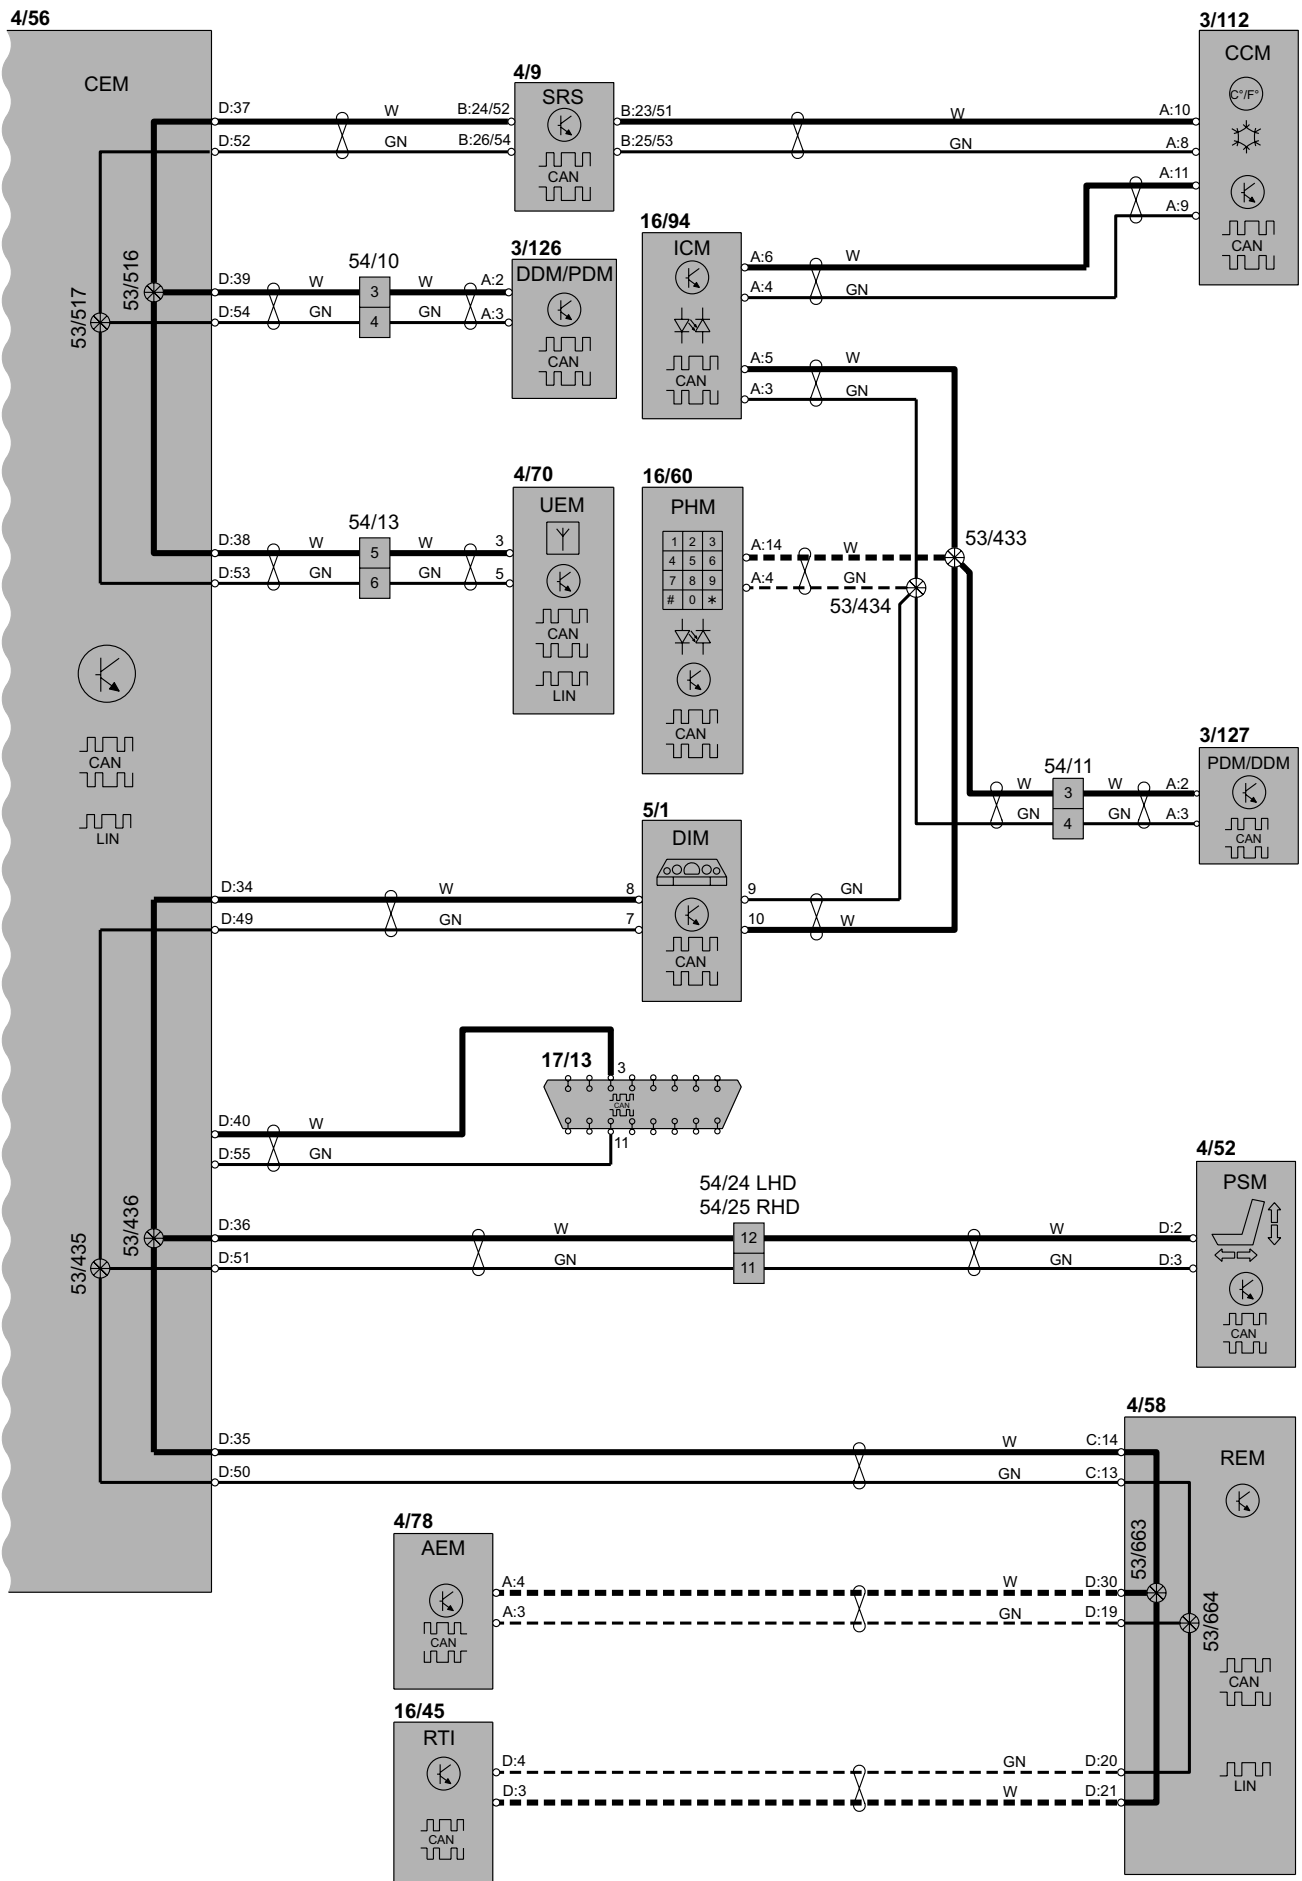 4/56
CEM
D:37
W
B:24/52
D:52
GN
B:26/54
4/9
SRS
CAN
B:23/51
W
A:10
B:25/53
GN
A:8
3/112
CCM
C°/F°
A:11
A:9
CAN
53/516
53/517
D:39
W
54/10
3
W
A:2
D:54
GN
4
GN
A:3
3/126
DDM/PDM
CAN
16/94
ICM
A:6
W
A:4
GN
CAN
A:5
W
A:3
GN
D:38
W
54/13
5
W
3
D:53
GN
6
GN
5
4/70
UEM
CAN
LIN
16/60
PHM
1 2 3
4 5 6
7 8 9
# 0 *
A:14
W
A:4
GN
CAN
53/433
53/434
CAN
LIN
54/11
W
3
W
A:2
GN
4
GN
A:3
3/127
PDM/DDM
CAN
D:34
W
8
D:49
GN
7
5/1
DIM
CAN
9
GN
10
W
17/13
3
CAN
11
D:40
W
D:55
GN
53/436
53/435
54/24 LHD
54/25 RHD
D:36
W
12
W
D:2
D:51
GN
11
GN
D:3
4/52
PSM
CAN
D:35
W
C:14
D:50
GN
C:13
4/58
REM
53/663
53/664
CAN
LIN
4/78
AEM
CAN
A:4
W
D:30
A:3
GN
D:19
16/45
RTI
CAN
D:4
GN
D:20
D:3
W
D:21